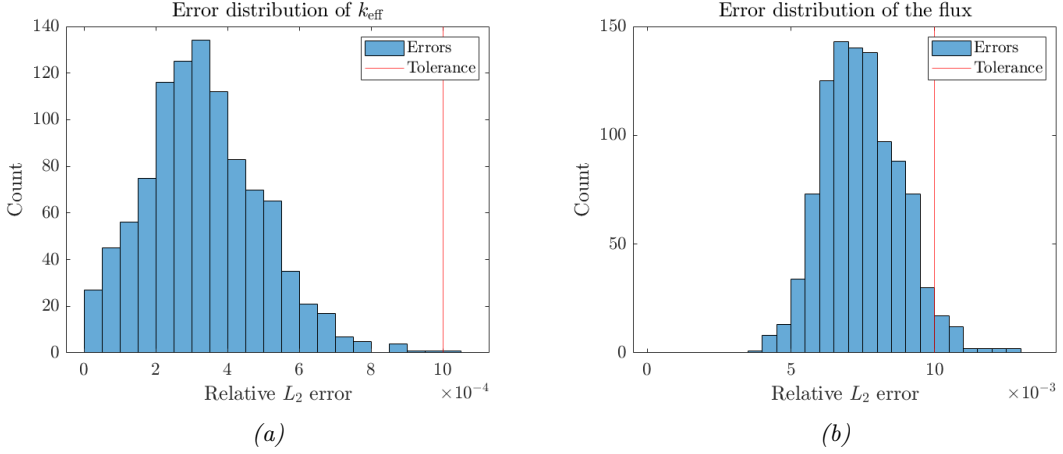 Error distribution of k_eff
140
120
100
80
60
40
20
0
Count
Errors
Tolerance
0 2 4 6 8 10
×10⁻⁴
Relative L₂ error
(a)
Error distribution of the flux
150
100
50
0
Count
Errors
Tolerance
0 5 10
×10⁻³
Relative L₂ error
(b)